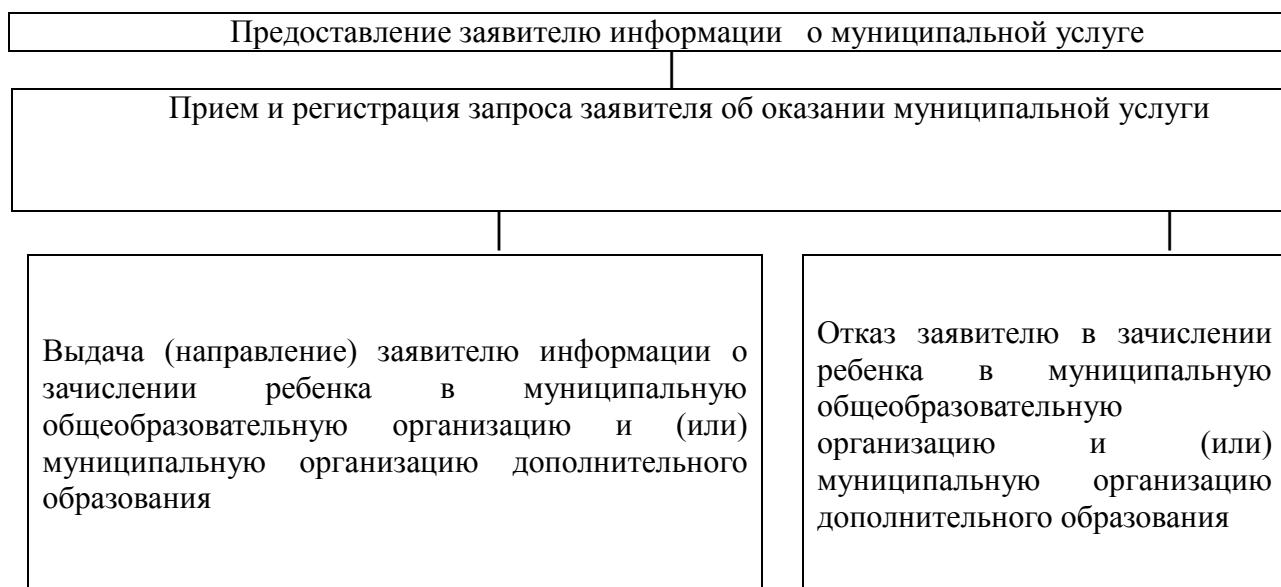 Предоставление заявителю информации о муниципальной услуге
Прием и регистрация запроса заявителя об оказании муниципальной услуги
Выдача (направление) заявителю информации о
зачислении ребенка в муниципальную
общеобразовательную организацию и (или)
муниципальную организацию дополнительного
образования
Отказ заявителю в зачислении
ребенка в муниципальную
общеобразовательную
организацию и (или)
муниципальную организацию
дополнительного образования